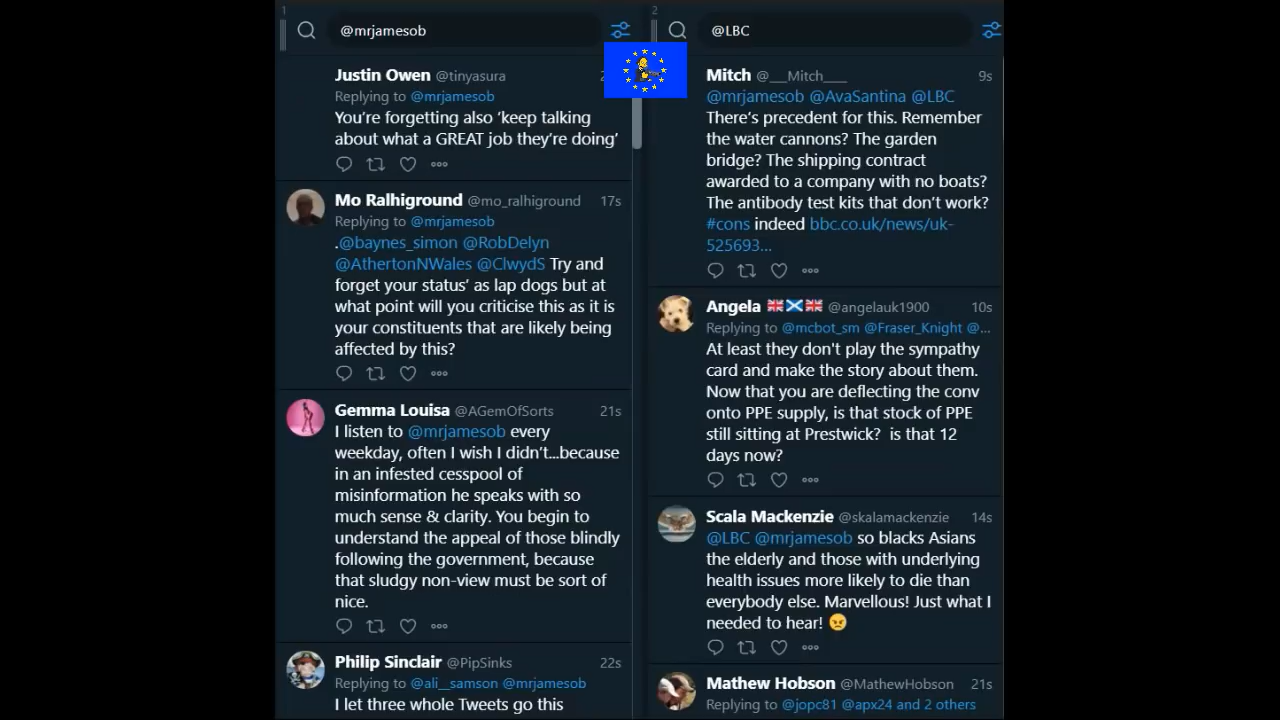 1
@mrjamesob
Justin Owen @tinyasura
Replying to @mrjamesob
You're forgetting also 'keep talking
about what a GREAT job they're doing'
Mo Ralhiground @mo_ralhiground 17s
Replying to @mrjamesob
.@baynes_simon @RobDelyn
@AthertonNWales @ClwydS Try and
forget your status' as lap dogs but at
what point will you criticise this as it is
your constituents that are likely being
affected by this?
Gemma Louisa @AGemOfSorts 21s
I listen to @mrjamesob every
weekday, often I wish I didn't...because
in an infested cesspool of
misinformation he speaks with so
much sense & clarity. You begin to
understand the appeal of those blindly
following the government, because
that sludgy non-view must be sort of
nice.
Philip Sinclair @PipSinks 22s
Replying to @ali__samson @mrjamesob
I let three whole Tweets go this
2
@LBC
Mitch @___Mitch____ 9s
@mrjamesob @AvaSantina @LBC
There's precedent for this. Remember
the water cannons? The garden
bridge? The shipping contract
awarded to a company with no boats?
The antibody test kits that don't work?
#cons indeed bbc.co.uk/news/uk-
525693...
Angela 🇬🇧🏴󠁧󠁢󠁳󠁣󠁴󠁿🇬🇧 @angelauk1900 10s
Replying to @mcbot_sm @Fraser_Knight @...
At least they don't play the sympathy
card and make the story about them.
Now that you are deflecting the conv
onto PPE supply, is that stock of PPE
still sitting at Prestwick?  is that 12
days now?
Scala Mackenzie @skalamackenzie 14s
@LBC @mrjamesob so blacks Asians
the elderly and those with underlying
health issues more likely to die than
everybody else. Marvellous! Just what I
needed to hear! 😠
Mathew Hobson @MathewHobson 21s
Replying to @jopc81 @apx24 and 2 others